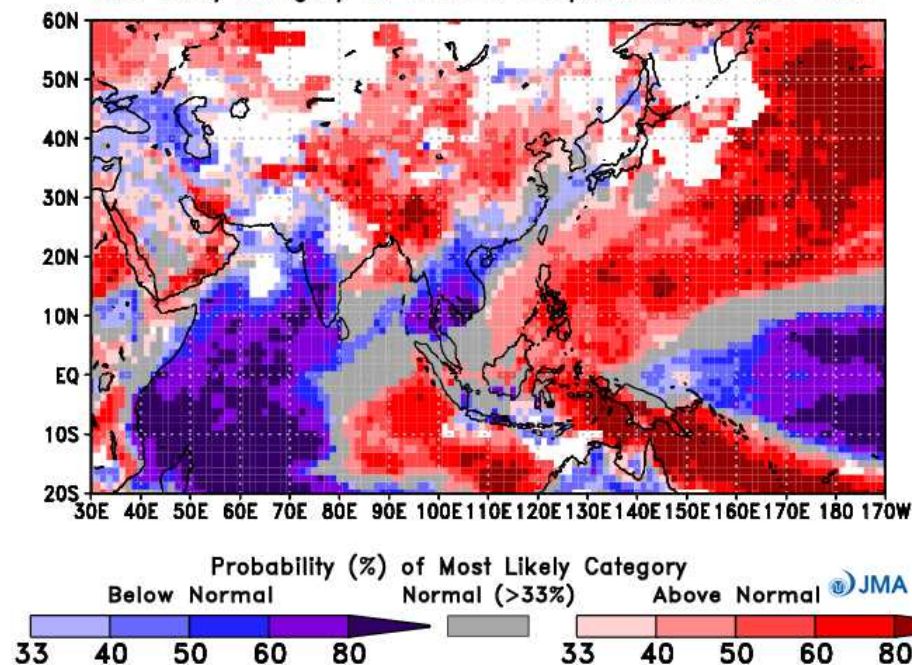 60N
50N
40N
30N
20N
10N
EQ
10S
20S
30E 40E 50E 60E 70E 80E 90E 100E 110E 120E 130E 140E 150E 160E 170E 180 170W
Probability (%) of Most Likely Category
Below Normal Normal (>33%) Above Normal JMA
33 40 50 60 80 33 40 50 60 80